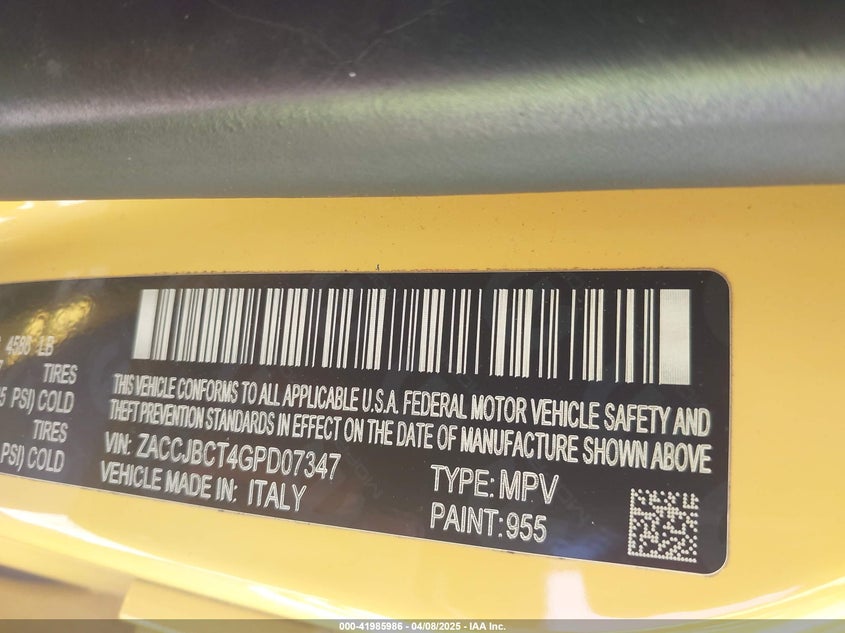 4586 LB
TIRES
5 PSI) COLD
TIRES
PSI) COLD
THIS VEHICLE CONFORMS TO ALL APPLICABLE U.S.A. FEDERAL MOTOR VEHICLE SAFETY AND
THEFT PREVENTION STANDARDS IN EFFECT ON THE DATE OF MANUFACTURE SHOWN ABOVE
VIN: ZACCJBCT4GPD07347
VEHICLE MADE IN: ITALY
TYPE: MPV
PAINT: 955
000-41985986 - 04/08/2025 - IAA Inc.